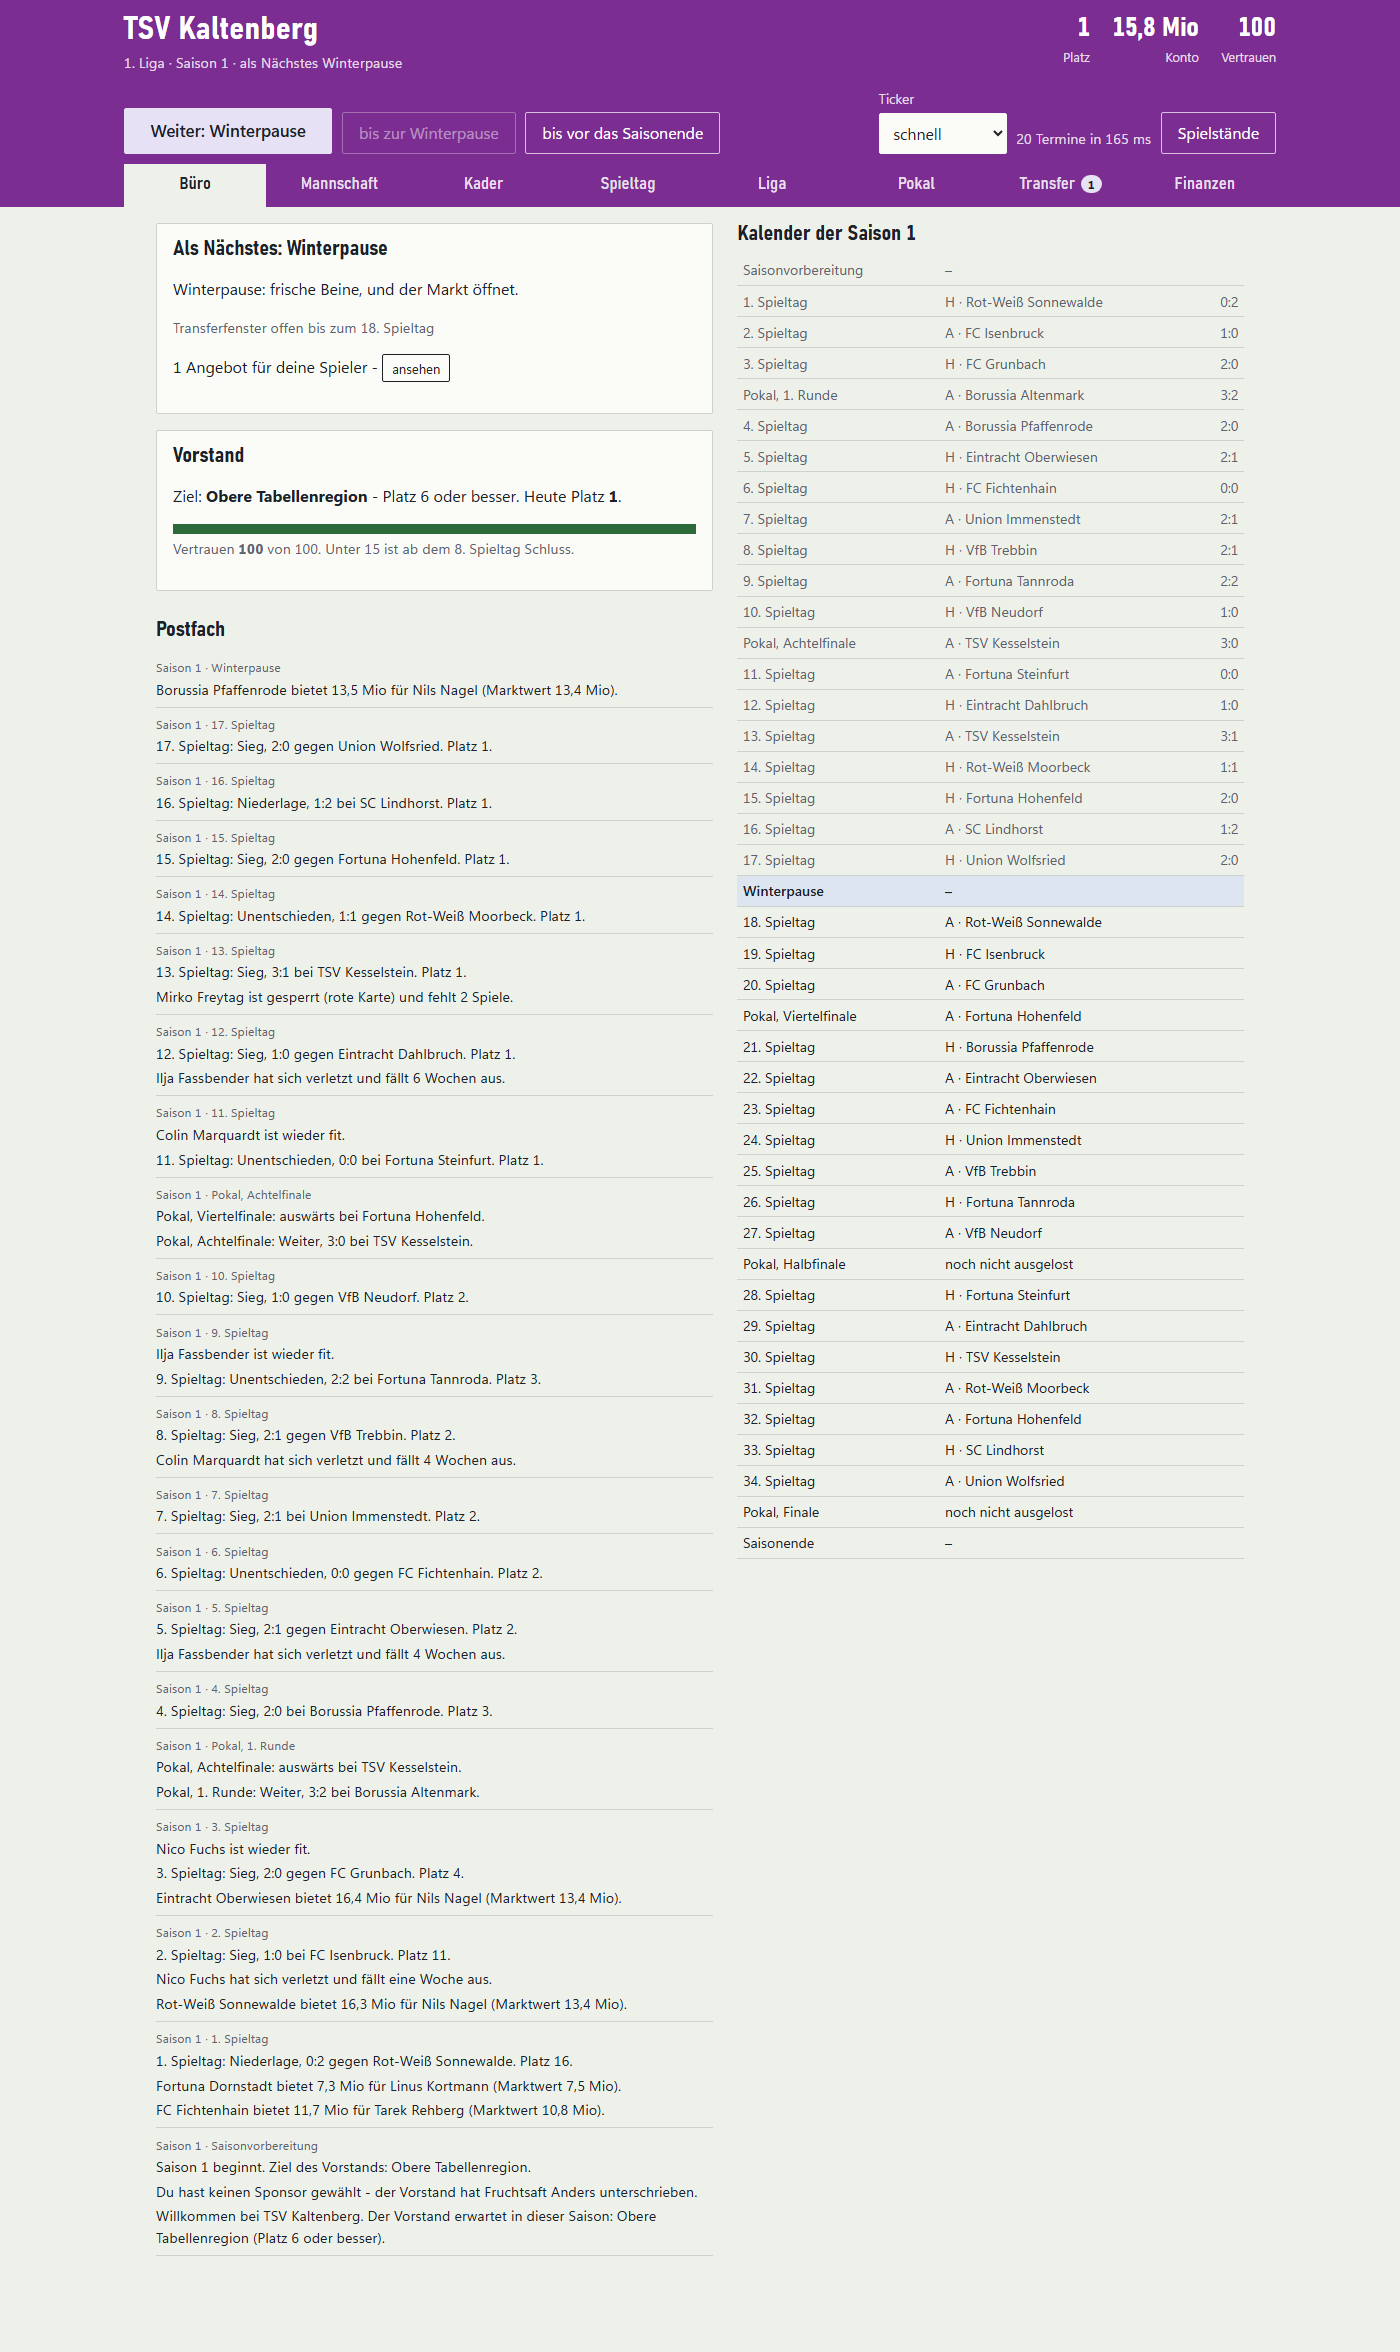 TSV Kaltenberg
1. Liga · Saison 1 · als Nächstes Winterpause
1
Platz
15,8 Mio
Konto
100
Vertrauen
Weiter: Winterpause
bis zur Winterpause
bis vor das Saisonende
Ticker
schnell
20 Termine in 165 ms
Spielstände
Büro
Mannschaft
Kader
Spieltag
Liga
Pokal
Transfer 1
Finanzen
Als Nächstes: Winterpause
Winterpause: frische Beine, und der Markt öffnet.
Transferfenster offen bis zum 18. Spieltag
1 Angebot für deine Spieler - ansehen
Vorstand
Ziel: Obere Tabellenregion - Platz 6 oder besser. Heute Platz 1.
Vertrauen 100 von 100. Unter 15 ist ab dem 8. Spieltag Schluss.
Postfach
Saison 1 · Winterpause
Borussia Pfaffenrode bietet 13,5 Mio für Nils Nagel (Marktwert 13,4 Mio).
Saison 1 · 17. Spieltag
17. Spieltag: Sieg, 2:0 gegen Union Wolfsried. Platz 1.
Saison 1 · 16. Spieltag
16. Spieltag: Niederlage, 1:2 bei SC Lindhorst. Platz 1.
Saison 1 · 15. Spieltag
15. Spieltag: Sieg, 2:0 gegen Fortuna Hohenfeld. Platz 1.
Saison 1 · 14. Spieltag
14. Spieltag: Unentschieden, 1:1 gegen Rot-Weiß Moorbeck. Platz 1.
Saison 1 · 13. Spieltag
13. Spieltag: Sieg, 3:1 bei TSV Kesselstein. Platz 1.
Mirko Freytag ist gesperrt (rote Karte) und fehlt 2 Spiele.
Saison 1 · 12. Spieltag
12. Spieltag: Sieg, 1:0 gegen Eintracht Dahlbruch. Platz 1.
Ilja Fassbender hat sich verletzt und fällt 6 Wochen aus.
Saison 1 · 11. Spieltag
Colin Marquardt ist wieder fit.
11. Spieltag: Unentschieden, 0:0 bei Fortuna Steinfurt. Platz 1.
Saison 1 · Pokal, Achtelfinale
Pokal, Viertelfinale: auswärts bei Fortuna Hohenfeld.
Pokal, Achtelfinale: Weiter, 3:0 bei TSV Kesselstein.
Saison 1 · 10. Spieltag
10. Spieltag: Sieg, 1:0 gegen VfB Neudorf. Platz 2.
Saison 1 · 9. Spieltag
Ilja Fassbender ist wieder fit.
9. Spieltag: Unentschieden, 2:2 bei Fortuna Tannroda. Platz 3.
Saison 1 · 8. Spieltag
8. Spieltag: Sieg, 2:1 gegen VfB Trebbin. Platz 2.
Colin Marquardt hat sich verletzt und fällt 4 Wochen aus.
Saison 1 · 7. Spieltag
7. Spieltag: Sieg, 2:1 bei Union Immenstedt. Platz 2.
Saison 1 · 6. Spieltag
6. Spieltag: Unentschieden, 0:0 gegen FC Fichtenhain. Platz 2.
Saison 1 · 5. Spieltag
5. Spieltag: Sieg, 2:1 gegen Eintracht Oberwiesen. Platz 2.
Ilja Fassbender hat sich verletzt und fällt 4 Wochen aus.
Saison 1 · 4. Spieltag
4. Spieltag: Sieg, 2:0 bei Borussia Pfaffenrode. Platz 3.
Saison 1 · Pokal, 1. Runde
Pokal, Achtelfinale: auswärts bei TSV Kesselstein.
Pokal, 1. Runde: Weiter, 3:2 bei Borussia Altenmark.
Saison 1 · 3. Spieltag
Nico Fuchs ist wieder fit.
3. Spieltag: Sieg, 2:0 gegen FC Grunbach. Platz 4.
Eintracht Oberwiesen bietet 16,4 Mio für Nils Nagel (Marktwert 13,4 Mio).
Saison 1 · 2. Spieltag
2. Spieltag: Sieg, 1:0 bei FC Isenbruck. Platz 11.
Nico Fuchs hat sich verletzt und fällt eine Woche aus.
Rot-Weiß Sonnewalde bietet 16,3 Mio für Nils Nagel (Marktwert 13,4 Mio).
Saison 1 · 1. Spieltag
1. Spieltag: Niederlage, 0:2 gegen Rot-Weiß Sonnewalde. Platz 16.
Fortuna Dornstadt bietet 7,3 Mio für Linus Kortmann (Marktwert 7,5 Mio).
FC Fichtenhain bietet 11,7 Mio für Tarek Rehberg (Marktwert 10,8 Mio).
Saison 1 · Saisonvorbereitung
Saison 1 beginnt. Ziel des Vorstands: Obere Tabellenregion.
Du hast keinen Sponsor gewählt - der Vorstand hat Fruchtsaft Anders unterschrieben.
Willkommen bei TSV Kaltenberg. Der Vorstand erwartet in dieser Saison: Obere
Tabellenregion (Platz 6 oder besser).
Kalender der Saison 1
Saisonvorbereitung –
1. Spieltag H · Rot-Weiß Sonnewalde 0:2
2. Spieltag A · FC Isenbruck 1:0
3. Spieltag H · FC Grunbach 2:0
Pokal, 1. Runde A · Borussia Altenmark 3:2
4. Spieltag A · Borussia Pfaffenrode 2:0
5. Spieltag H · Eintracht Oberwiesen 2:1
6. Spieltag H · FC Fichtenhain 0:0
7. Spieltag A · Union Immenstedt 2:1
8. Spieltag H · VfB Trebbin 2:1
9. Spieltag A · Fortuna Tannroda 2:2
10. Spieltag H · VfB Neudorf 1:0
Pokal, Achtelfinale A · TSV Kesselstein 3:0
11. Spieltag A · Fortuna Steinfurt 0:0
12. Spieltag H · Eintracht Dahlbruch 1:0
13. Spieltag A · TSV Kesselstein 3:1
14. Spieltag H · Rot-Weiß Moorbeck 1:1
15. Spieltag H · Fortuna Hohenfeld 2:0
16. Spieltag A · SC Lindhorst 1:2
17. Spieltag H · Union Wolfsried 2:0
Winterpause –
18. Spieltag A · Rot-Weiß Sonnewalde
19. Spieltag H · FC Isenbruck
20. Spieltag A · FC Grunbach
Pokal, Viertelfinale A · Fortuna Hohenfeld
21. Spieltag H · Borussia Pfaffenrode
22. Spieltag A · Eintracht Oberwiesen
23. Spieltag A · FC Fichtenhain
24. Spieltag H · Union Immenstedt
25. Spieltag A · VfB Trebbin
26. Spieltag H · Fortuna Tannroda
27. Spieltag A · VfB Neudorf
Pokal, Halbfinale noch nicht ausgelost
28. Spieltag H · Fortuna Steinfurt
29. Spieltag A · Eintracht Dahlbruch
30. Spieltag H · TSV Kesselstein
31. Spieltag A · Rot-Weiß Moorbeck
32. Spieltag A · Fortuna Hohenfeld
33. Spieltag H · SC Lindhorst
34. Spieltag A · Union Wolfsried
Pokal, Finale noch nicht ausgelost
Saisonende –